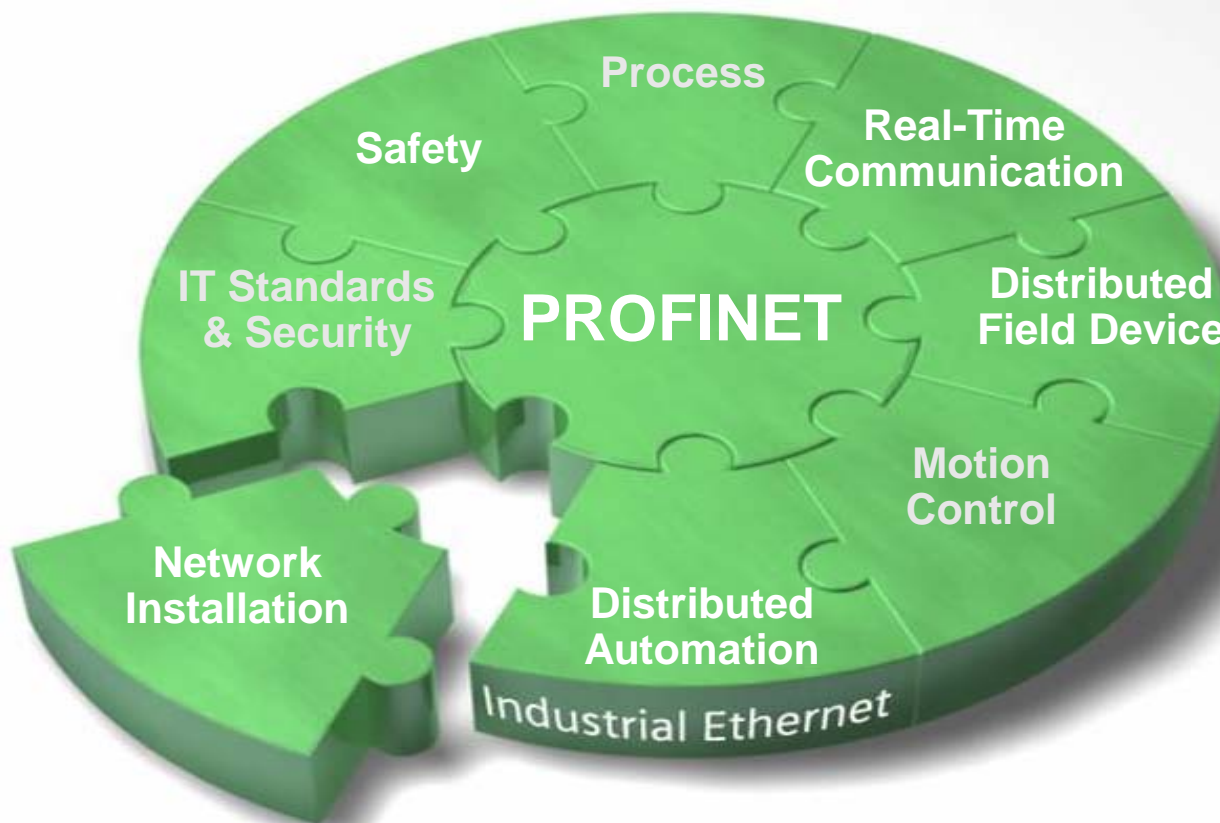 Process
Real-Time
Communication
Safety
IT Standards
& Security
PROFINET
Distributed
Field Device
Motion
Control
Network
Installation
Distributed
Automation
Industrial Ethernet